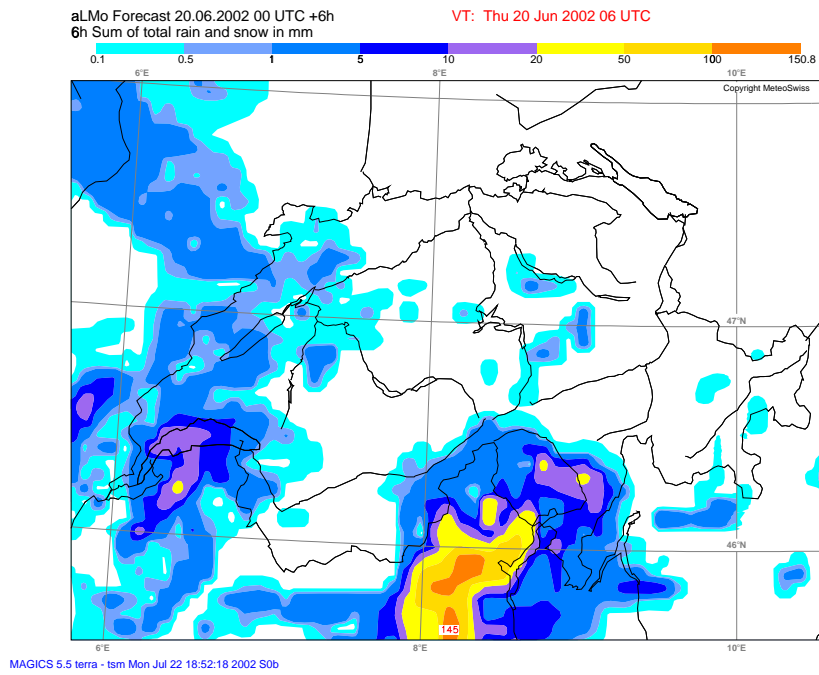 aLMo Forecast 20.06.2002 00 UTC +6h
VT: Thu 20 Jun 2002 06 UTC
6h Sum of total rain and snow in mm
0.1 0.5 1 5 10 20 50 100 150.8
6°E 8°E 10°E
Copyright MeteoSwiss
47°N
46°N
145
6°E 8°E 10°E
MAGICS 5.5 terra - tsm Mon Jul 22 18:52:18 2002 S0b